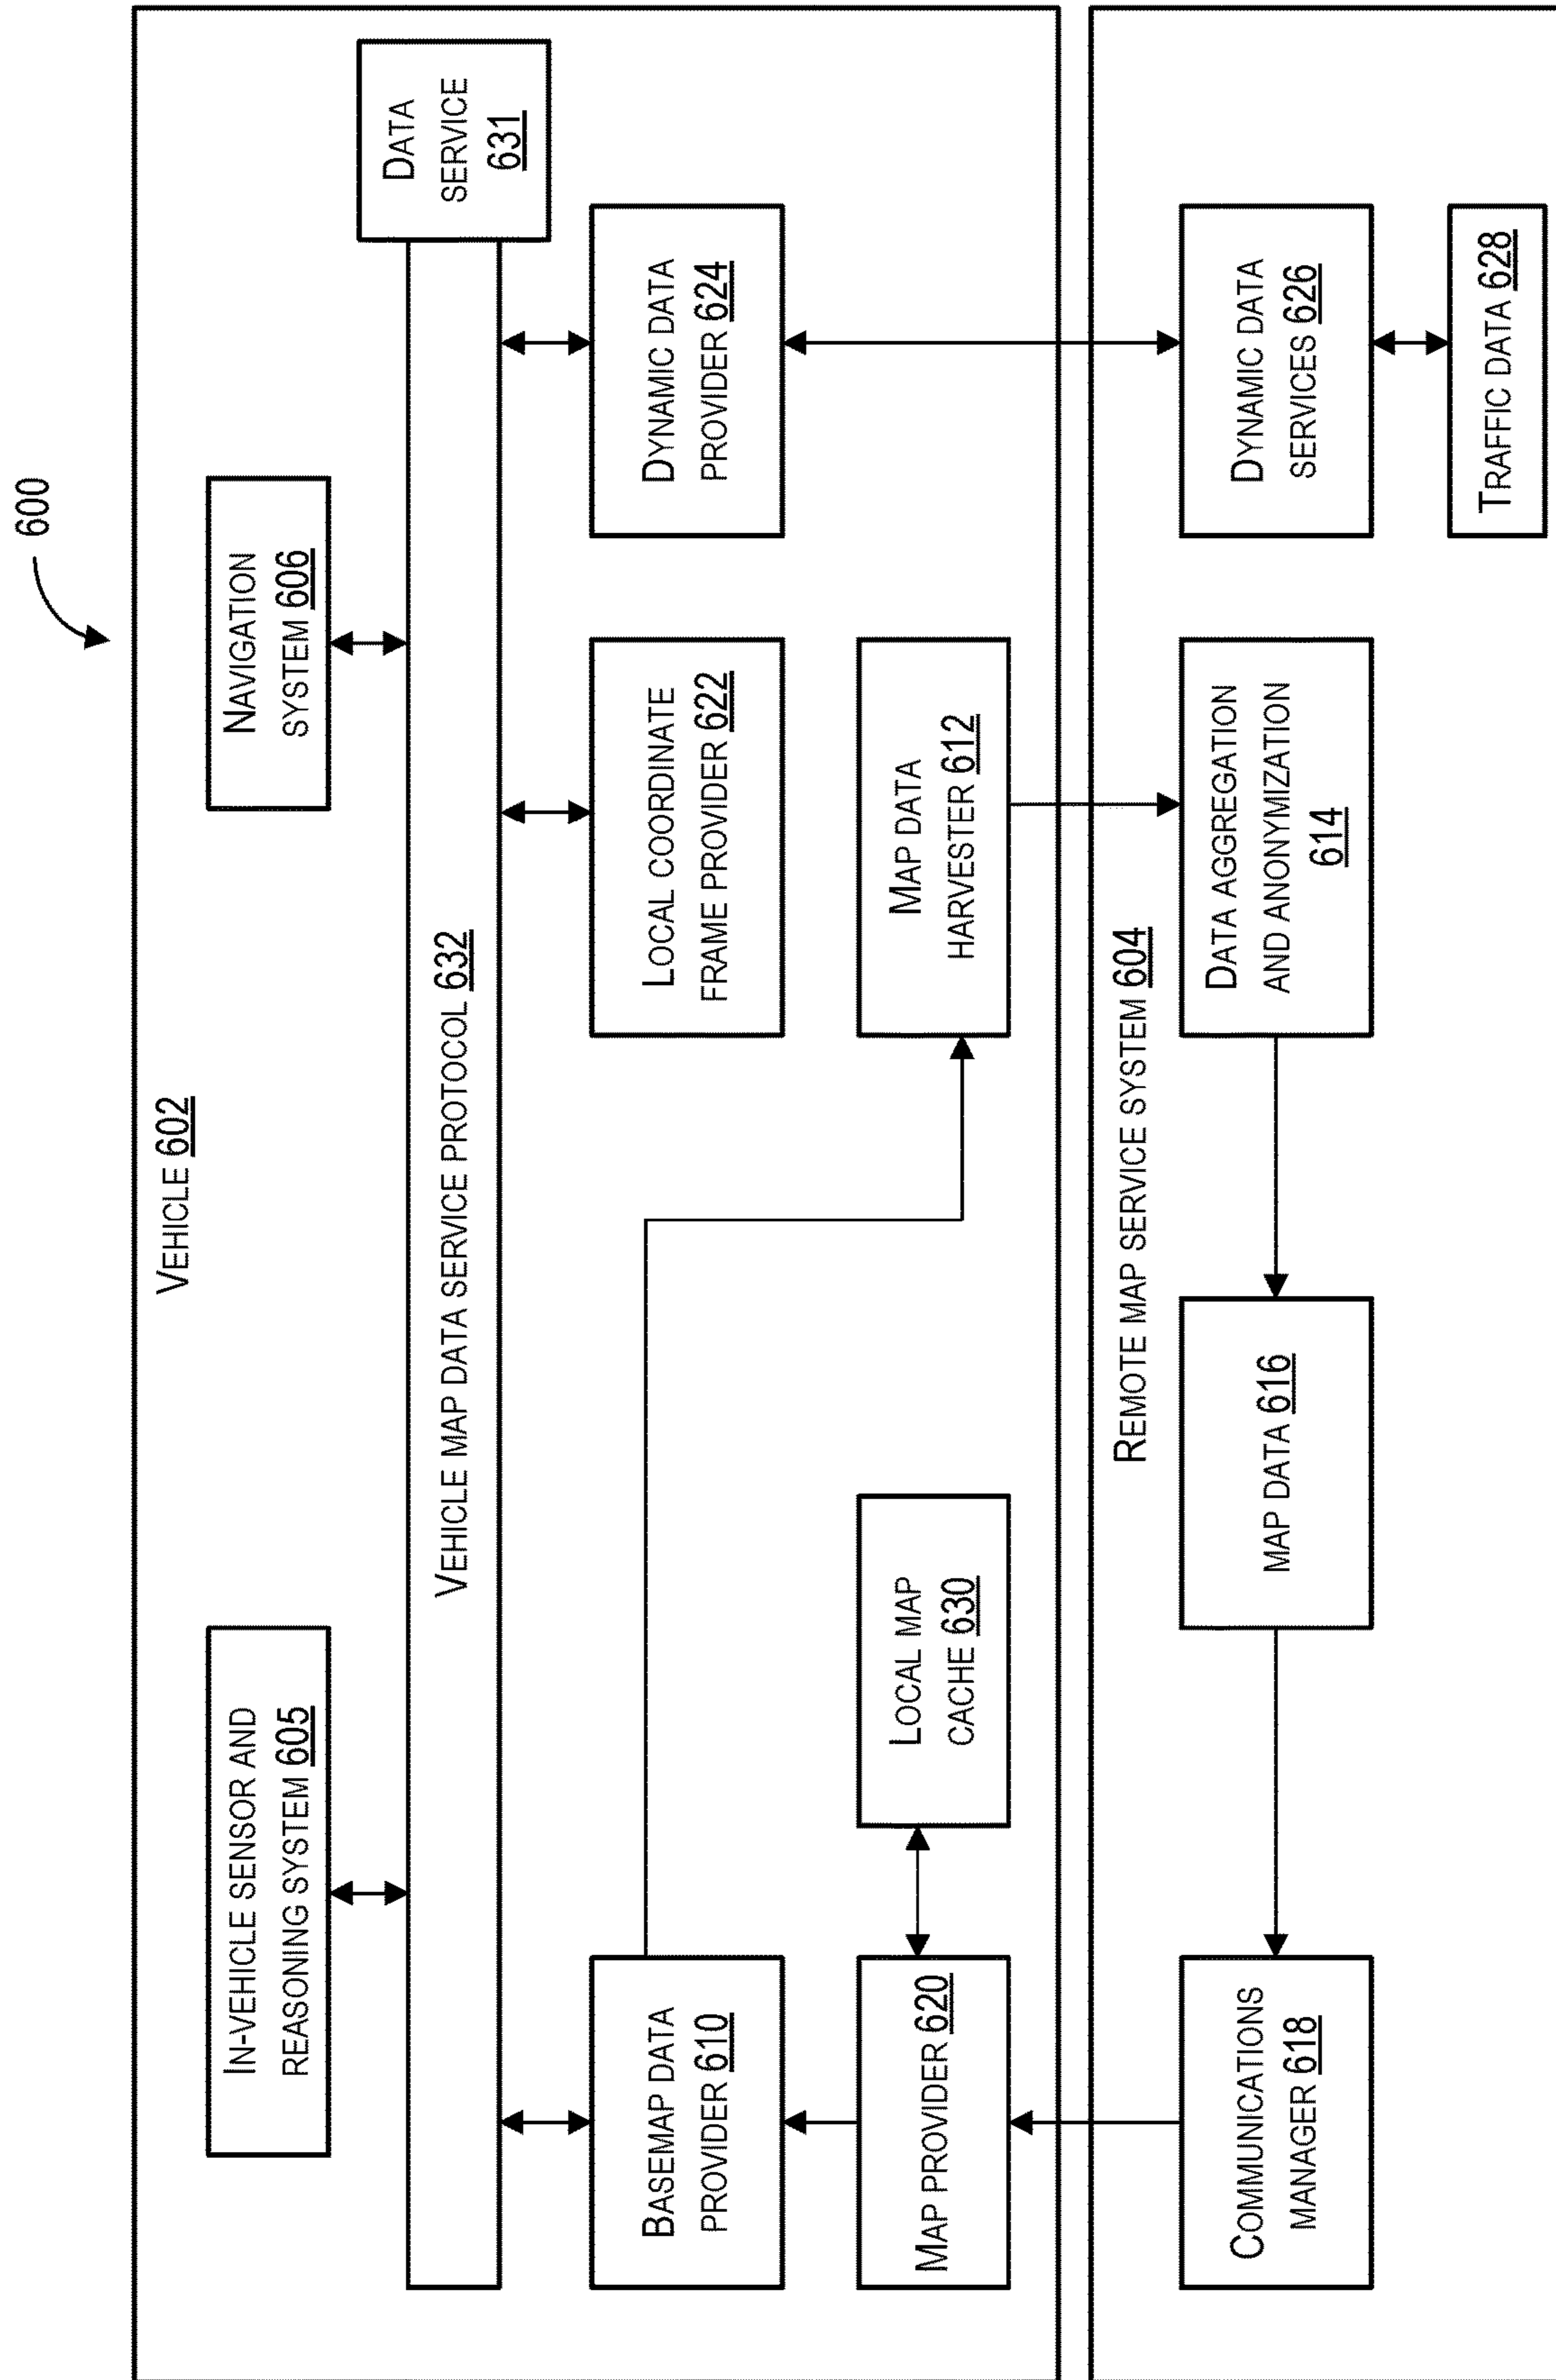 600
VEHICLE 602
IN-VEHICLE SENSOR AND
REASONING SYSTEM 605
NAVIGATION
SYSTEM 606
VEHICLE MAP DATA SERVICE PROTOCOL 632
DATA
SERVICE
631
BASEMAP DATA
PROVIDER 610
LOCAL COORDINATE
FRAME PROVIDER 622
DYNAMIC DATA
PROVIDER 624
MAP PROVIDER 620
LOCAL MAP
CACHE 630
MAP DATA
HARVESTER 612
REMOTE MAP SERVICE SYSTEM 604
COMMUNICATIONS
MANAGER 618
MAP DATA 616
DATA AGGREGATION
AND ANONYMIZATION
614
DYNAMIC DATA
SERVICES 626
TRAFFIC DATA 628